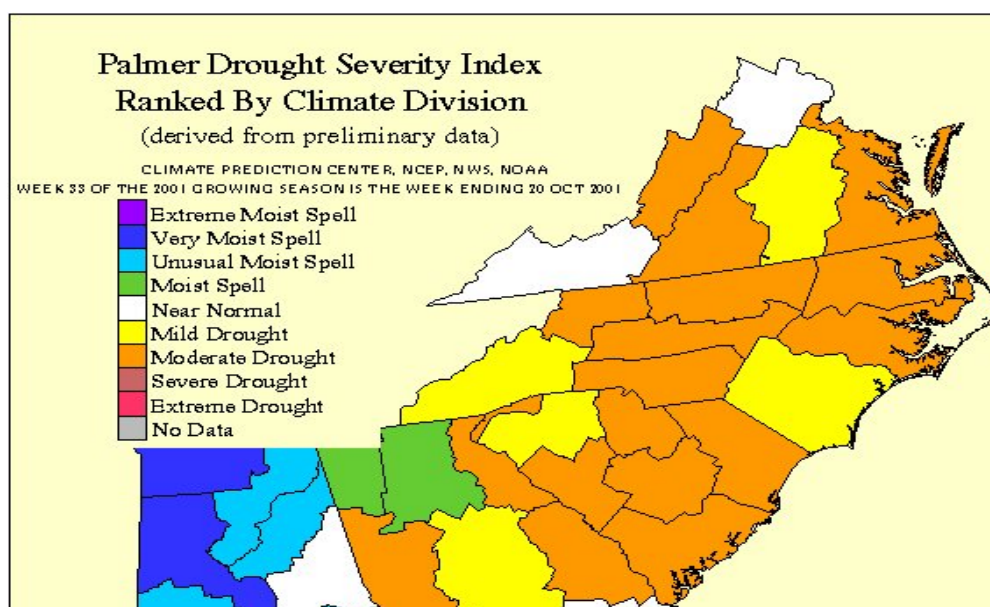 Palmer Drought Severity Index
Ranked By Climate Division
(derived from preliminary data)
CLIMATE PREDICTION CENTER, NCEP, NWS, NOAA
WEEK 33 OF THE 2001 GROWING SEASON IS THE WEEK ENDING 20 OCT 2001
Extreme Moist Spell
Very Moist Spell
Unusual Moist Spell
Moist Spell
Near Normal
Mild Drought
Moderate Drought
Severe Drought
Extreme Drought
No Data